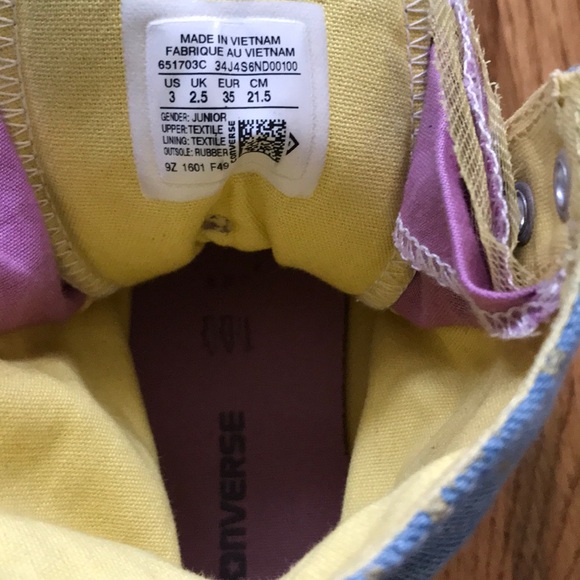 MADE IN VIETNAM
FABRIQUE AU VIETNAM
651703C 34J4S6ND00100
US UK EUR CM
3 2.5 35 21.5
GENDER: JUNIOR
UPPER: TEXTILE
LINING: TEXTILE
OUTSOLE: RUBBER
CONVERSE
9Z 1601 F49
CONVERSE